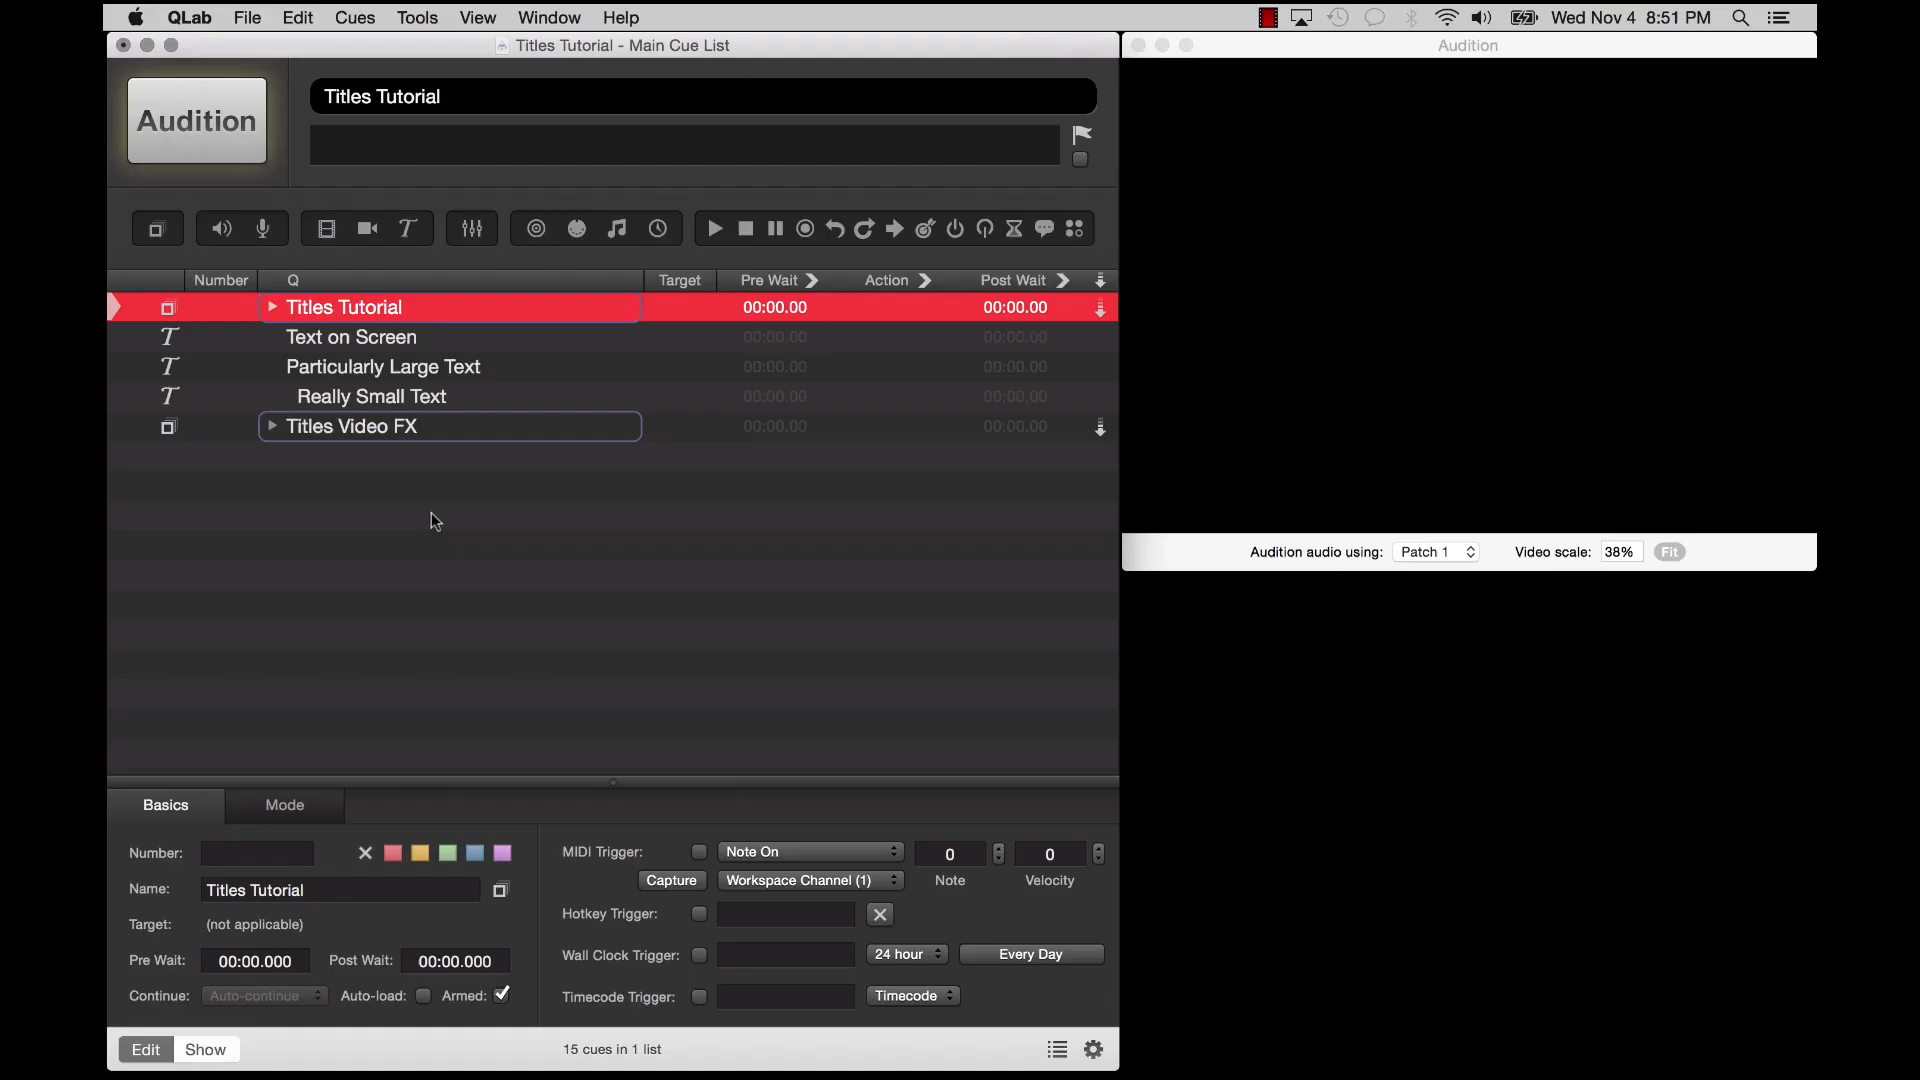 QLab File Edit Cues Tools View Window Help
Wed Nov 4 8:51 PM
Titles Tutorial - Main Cue List
Audition
Audition
Titles Tutorial
Number Q Target Pre Wait Action Post Wait
Titles Tutorial 00:00.00 00:00.00
Text on Screen 00:00.00 00:00.00
Particularly Large Text 00:00.00 00:00.00
Really Small Text 00:00.00 00:00.00
Titles Video FX 00:00.00 00:00.00
Audition audio using: Patch 1 Video scale: 38% Fit
Basics Mode
Number:
Name: Titles Tutorial
Target: (not applicable)
Pre Wait: 00:00.000 Post Wait: 00:00.000
Continue: Auto-continue Auto-load: Armed:
MIDI Trigger: Note On 0 0
Capture Workspace Channel (1) Note Velocity
Hotkey Trigger:
Wall Clock Trigger: 24 hour Every Day
Timecode Trigger: Timecode
Edit Show 15 cues in 1 list